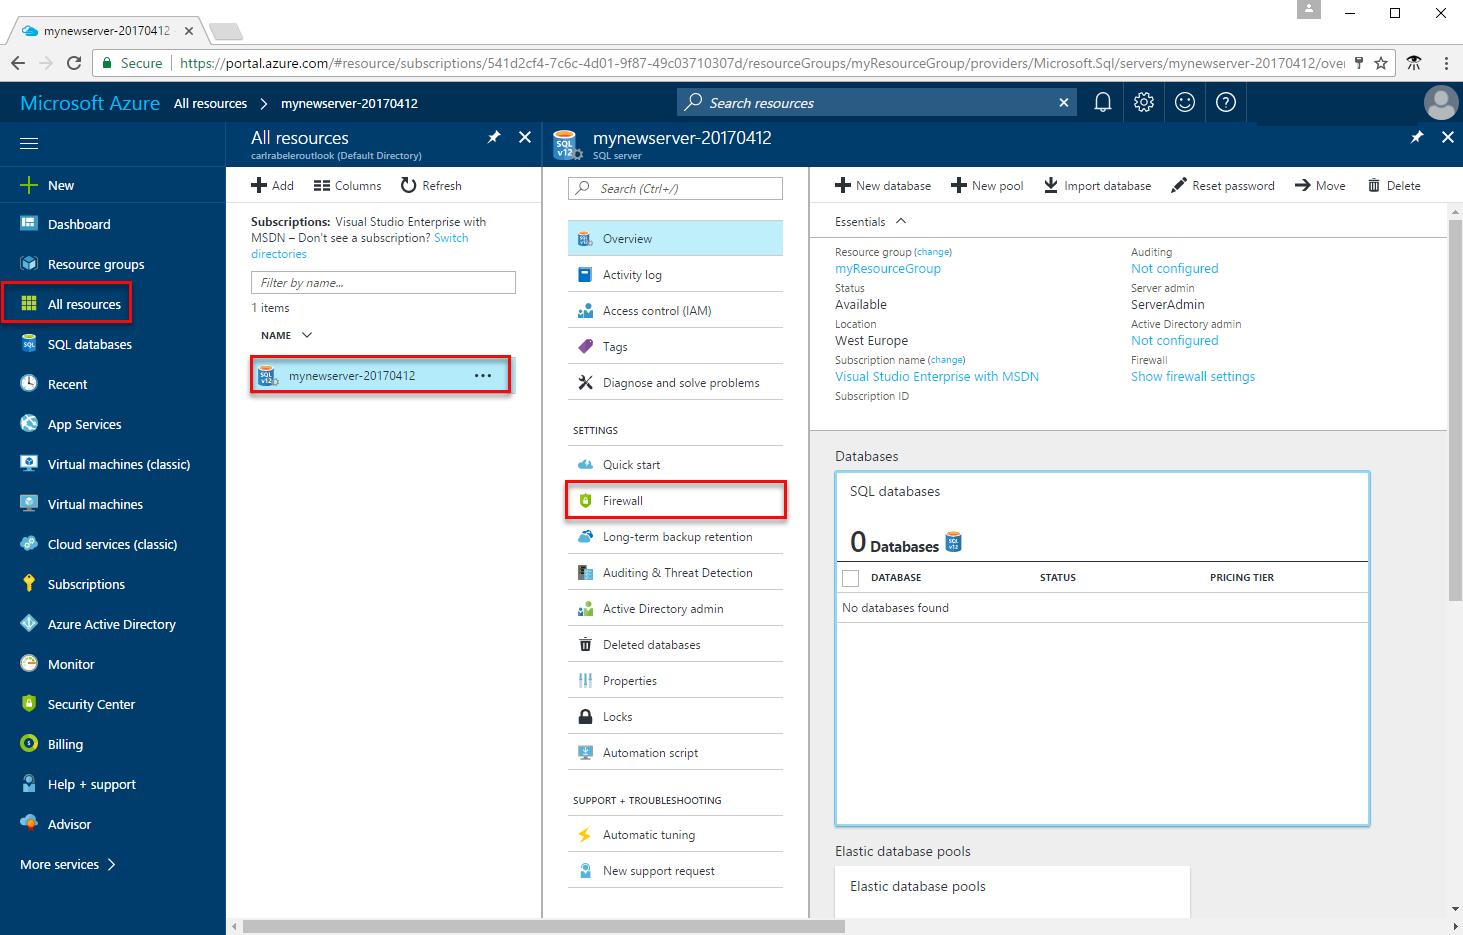 mynewserver-20170412
Secure
https://portal.azure.com/#resource/subscriptions/541d2cf4-7c6c-4d01-9f87-49c03710307d/resourceGroups/myResourceGroup/providers/Microsoft.Sql/servers/mynewserver-20170412/over
Microsoft Azure
All resources
mynewserver-20170412
Search resources
New
Dashboard
Resource groups
All resources
SQL databases
Recent
App Services
Virtual machines (classic)
Virtual machines
Cloud services (classic)
Subscriptions
Azure Active Directory
Monitor
Security Center
Billing
Help + support
Advisor
More services
All resources
carlrabeleroutlook (Default Directory)
Add
Columns
Refresh
Subscriptions: Visual Studio Enterprise with
MSDN – Don't see a subscription? Switch
directories
Filter by name...
1 items
NAME
mynewserver-20170412
mynewserver-20170412
SQL server
Search (Ctrl+/)
Overview
Activity log
Access control (IAM)
Tags
Diagnose and solve problems
SETTINGS
Quick start
Firewall
Long-term backup retention
Auditing & Threat Detection
Active Directory admin
Deleted databases
Properties
Locks
Automation script
SUPPORT + TROUBLESHOOTING
Automatic tuning
New support request
New database
New pool
Import database
Reset password
Move
Delete
Essentials
Resource group (change)
myResourceGroup
Status
Available
Location
West Europe
Subscription name (change)
Visual Studio Enterprise with MSDN
Subscription ID
Auditing
Not configured
Server admin
ServerAdmin
Active Directory admin
Not configured
Firewall
Show firewall settings
Databases
SQL databases
0 Databases
DATABASE
STATUS
PRICING TIER
No databases found
Elastic database pools
Elastic database pools